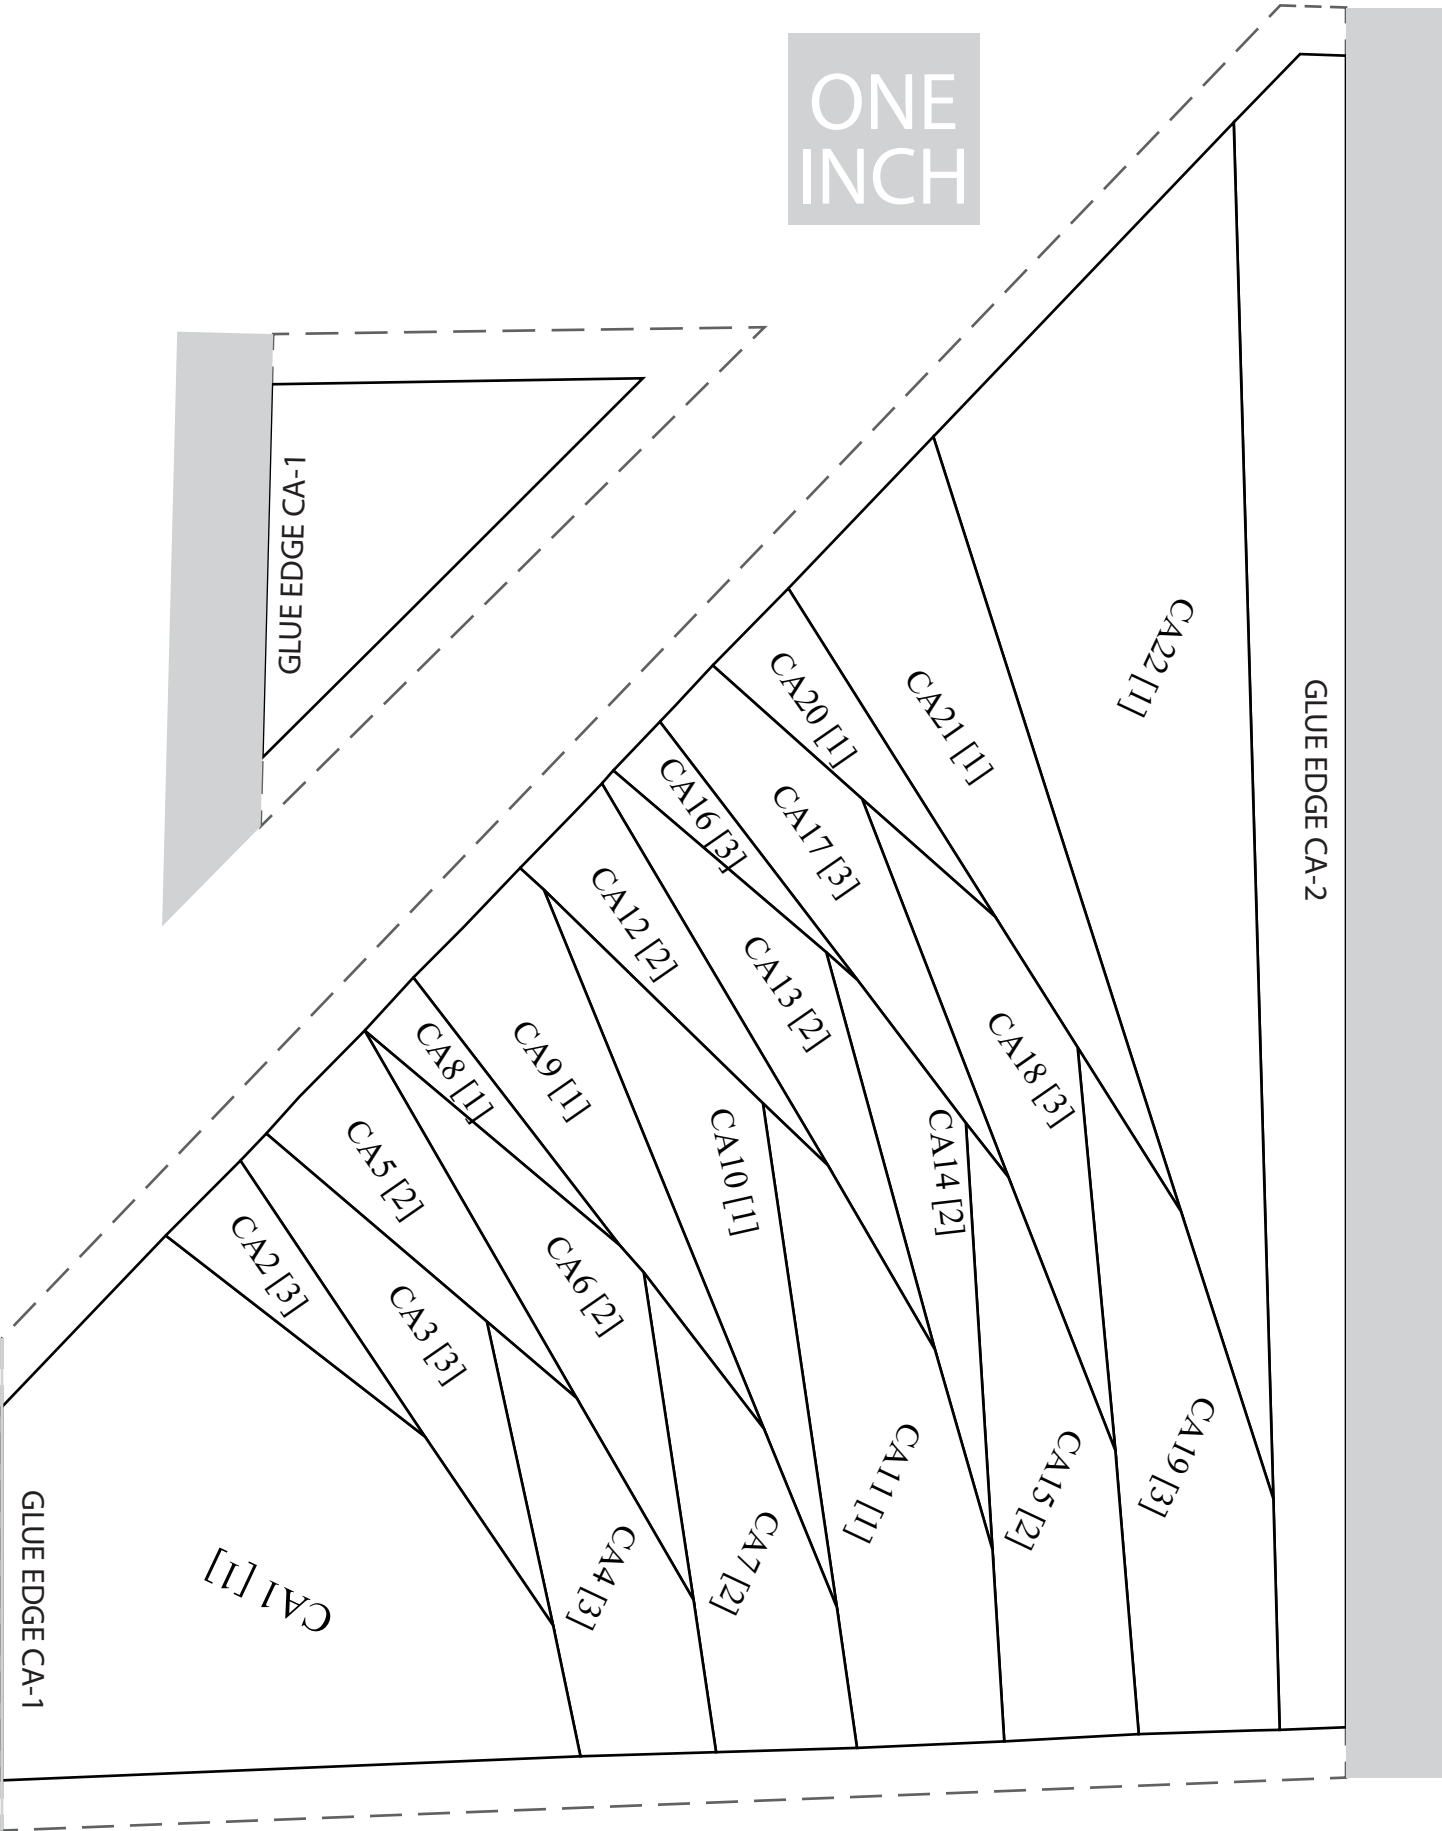 ONE
INCH
GLUE EDGE CA-1
CA22 [1]
CA20 [1]
CA21 [1]
GLUE EDGE CA-2
CA16 [3]
CA17 [3]
CA12 [2]
CA13 [2]
CA18 [3]
CA8 [1]
CA9 [1]
CA10 [1]
CA14 [2]
CA5 [2]
CA2 [3]
CA6 [2]
CA3 [3]
CA11 [1]
CA15 [2]
CA19 [3]
GLUE EDGE CA-1
CA1 [1]
CA4 [3]
CA7 [2]